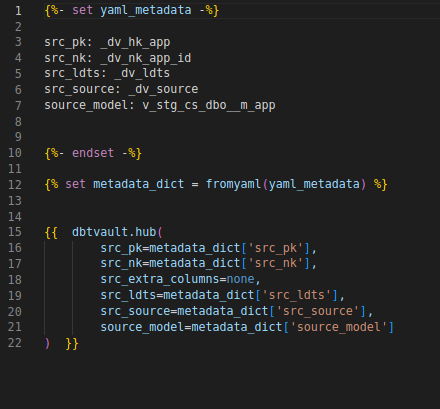 1 {%- set yaml_metadata -%}
2
3 src_pk: _dv_hk_app
4 src_nk: _dv_nk_app_id
5 src_ldts: _dv_ldts
6 src_source: _dv_source
7 source_model: v_stg_cs_dbo__m_app
8
9
10 {%- endset -%}
11
12 {% set metadata_dict = fromyaml(yaml_metadata) %}
13
14
15 {{  dbtvault.hub(
16         src_pk=metadata_dict['src_pk'],
17         src_nk=metadata_dict['src_nk'],
18         src_extra_columns=none,
19         src_ldts=metadata_dict['src_ldts'],
20         src_source=metadata_dict['src_source'],
21         source_model=metadata_dict['source_model']
22 )  }}